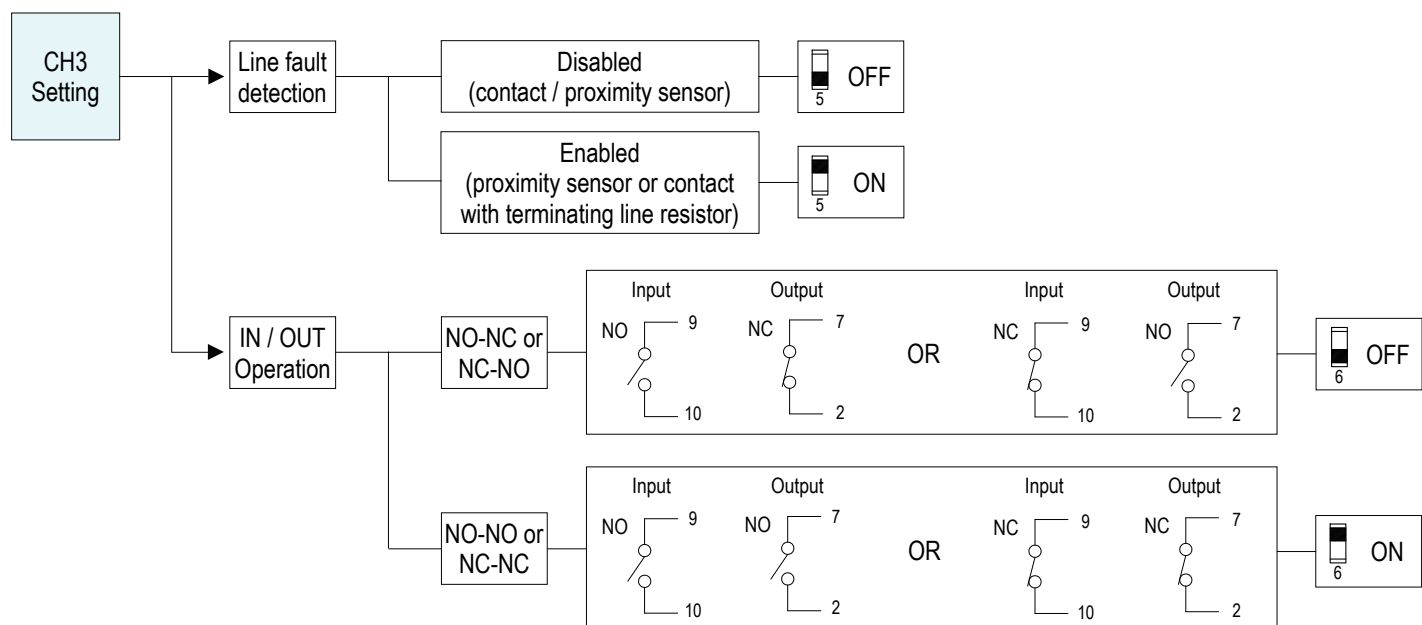 CH3
Setting
Line fault
detection
Disabled
(contact / proximity sensor)
5
OFF
Enabled
(proximity sensor or contact
with terminating line resistor)
5
ON
IN / OUT
Operation
NO-NC or
NC-NO
Input
Output
Input
Output
NO
9
10
NC
7
2
OR
NC
9
10
NO
7
2
6
OFF
NO-NO or
NC-NC
Input
Output
Input
Output
NO
9
10
NO
7
2
OR
NC
9
10
NC
7
2
6
ON